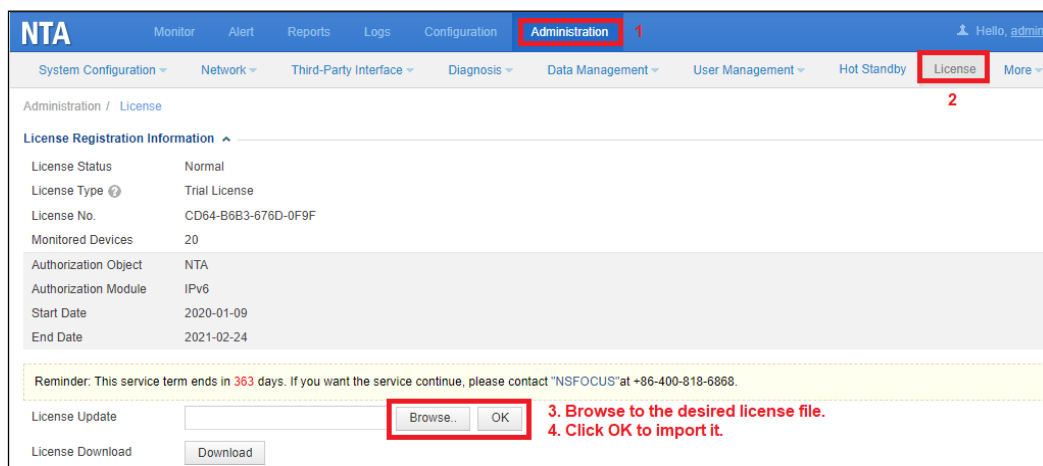 NTA Monitor Alert Reports Logs Configuration Administration 1 Hello, admin
System Configuration Network Third-Party Interface Diagnosis Data Management User Management Hot Standby License More
Administration / License 2
License Registration Information
License Status Normal
License Type ? Trial License
License No. CD64-B6B3-676D-0F9F
Monitored Devices 20
Authorization Object NTA
Authorization Module IPv6
Start Date 2020-01-09
End Date 2021-02-24
Reminder: This service term ends in 363 days. If you want the service continue, please contact "NSFOCUS"at +86-400-818-6868.
License Update Browse.. OK 3. Browse to the desired license file.
4. Click OK to import it.
License Download Download